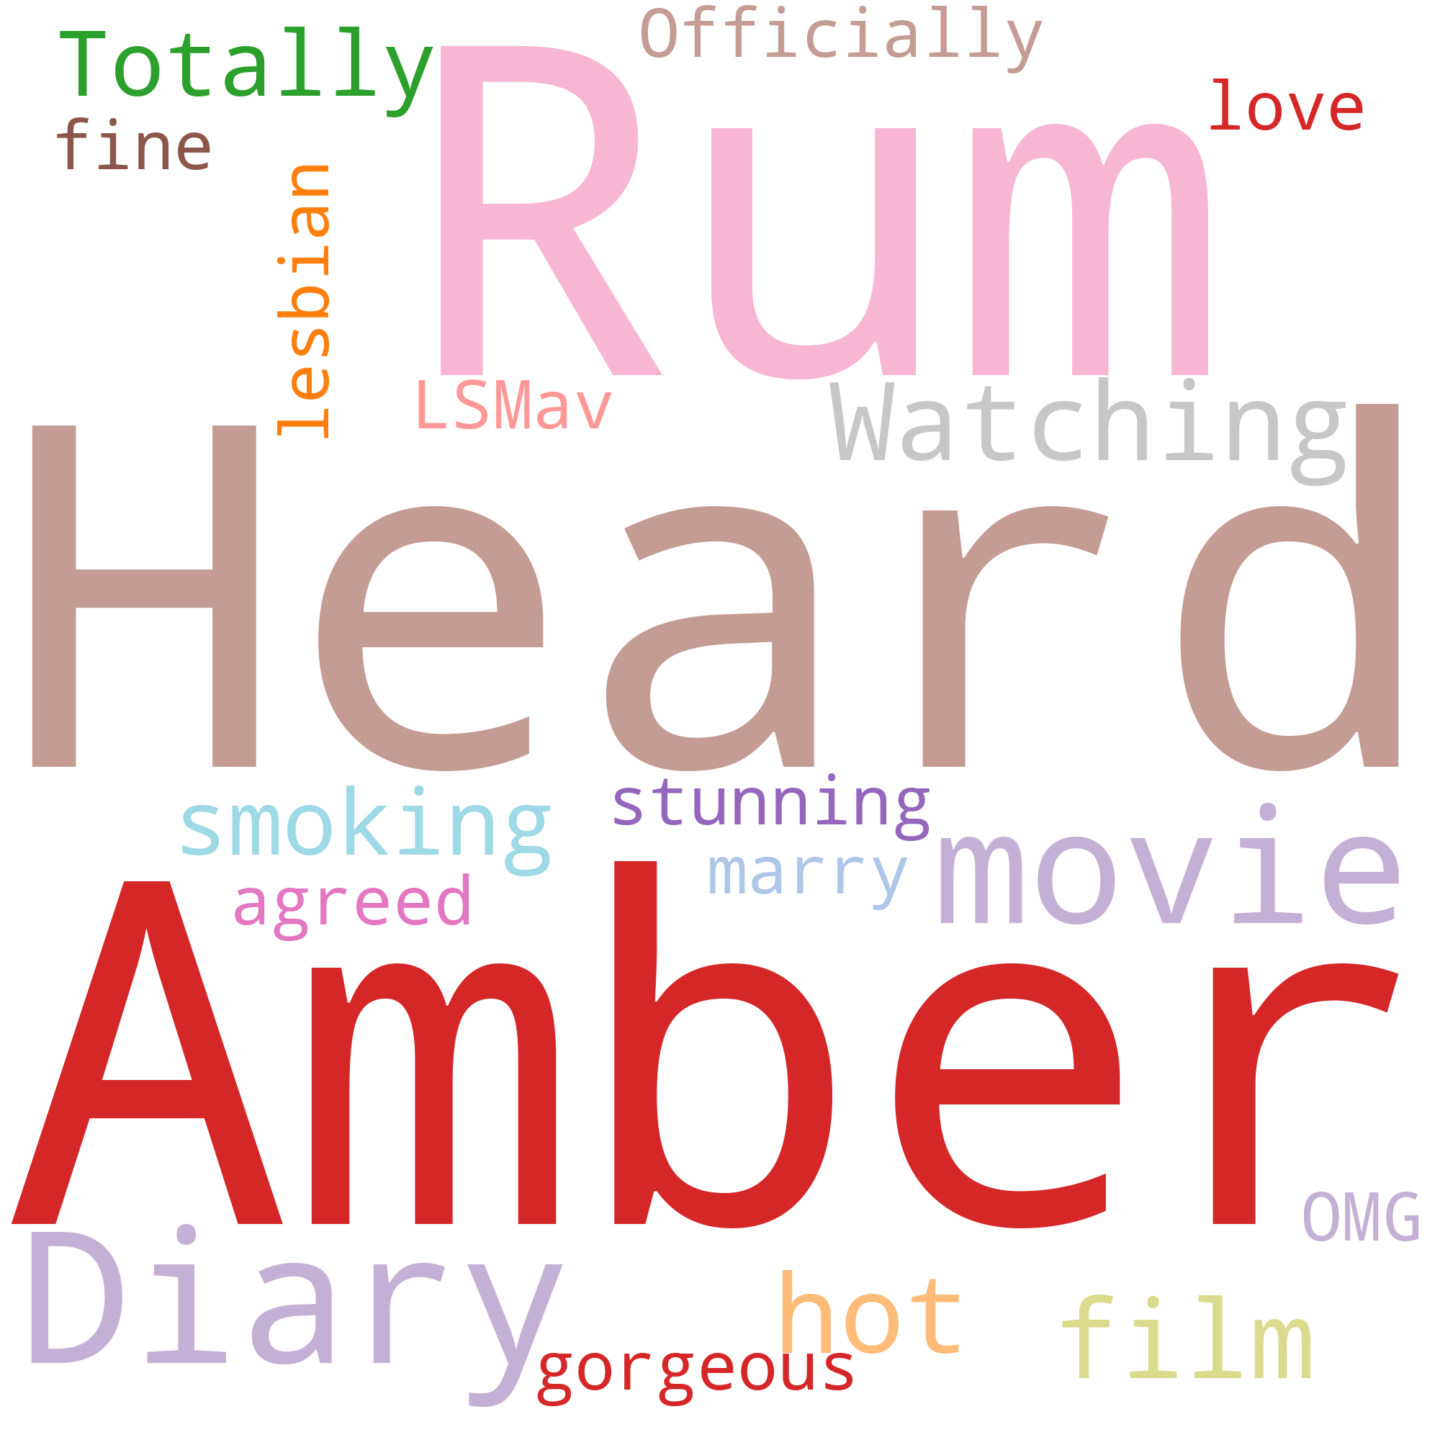 Officially
Totally
Rum
love
fine
lesbian
LSMav
Watching
Heard
smoking
stunning
movie
marry
agreed
Amber
OMG
Diary
hot
film
gorgeous